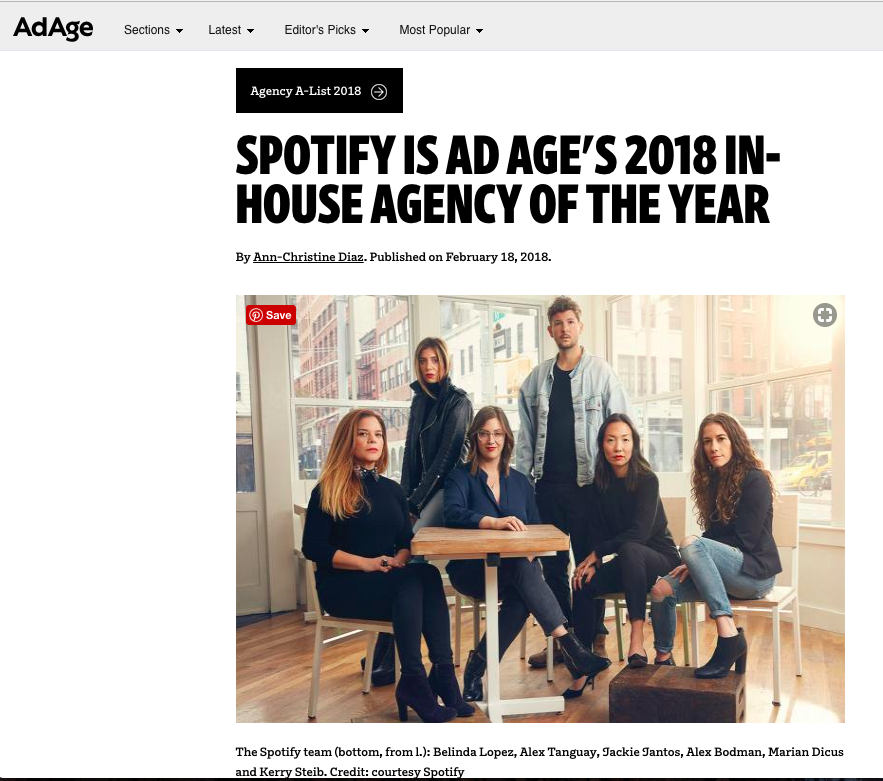 AdAge
Sections
Latest
Editor's Picks
Most Popular
Agency A-List 2018
SPOTIFY IS AD AGE'S 2018 IN-
HOUSE AGENCY OF THE YEAR
By Ann-Christine Diaz. Published on February 18, 2018.
Save
The Spotify team (bottom, from l.): Belinda Lopez, Alex Tanguay, Jackie Jantos, Alex Bodman, Marian Dicus
and Kerry Steib. Credit: courtesy Spotify